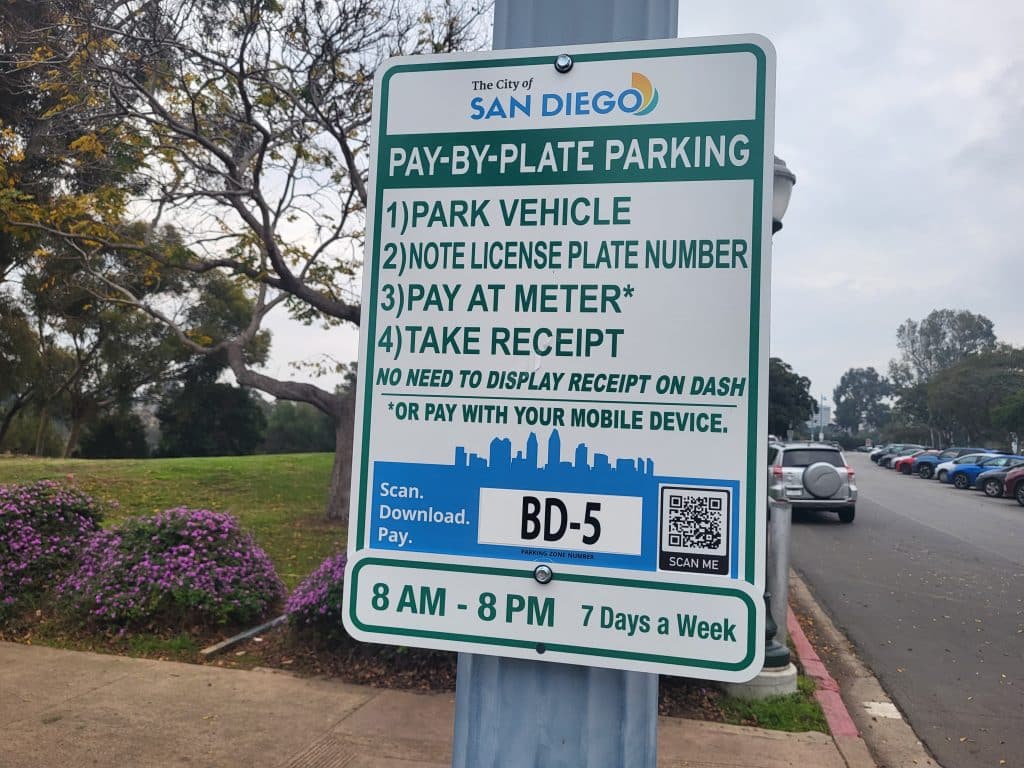 The City of
SAN DIEGO
PAY-BY-PLATE PARKING
1)PARK VEHICLE
2)NOTE LICENSE PLATE NUMBER
3)PAY AT METER*
4)TAKE RECEIPT
NO NEED TO DISPLAY RECEIPT ON DASH
*OR PAY WITH YOUR MOBILE DEVICE.
Scan.
Download.
Pay.
BD-5
PARKING ZONE NUMBER
SCAN ME
8 AM - 8 PM 7 Days a Week